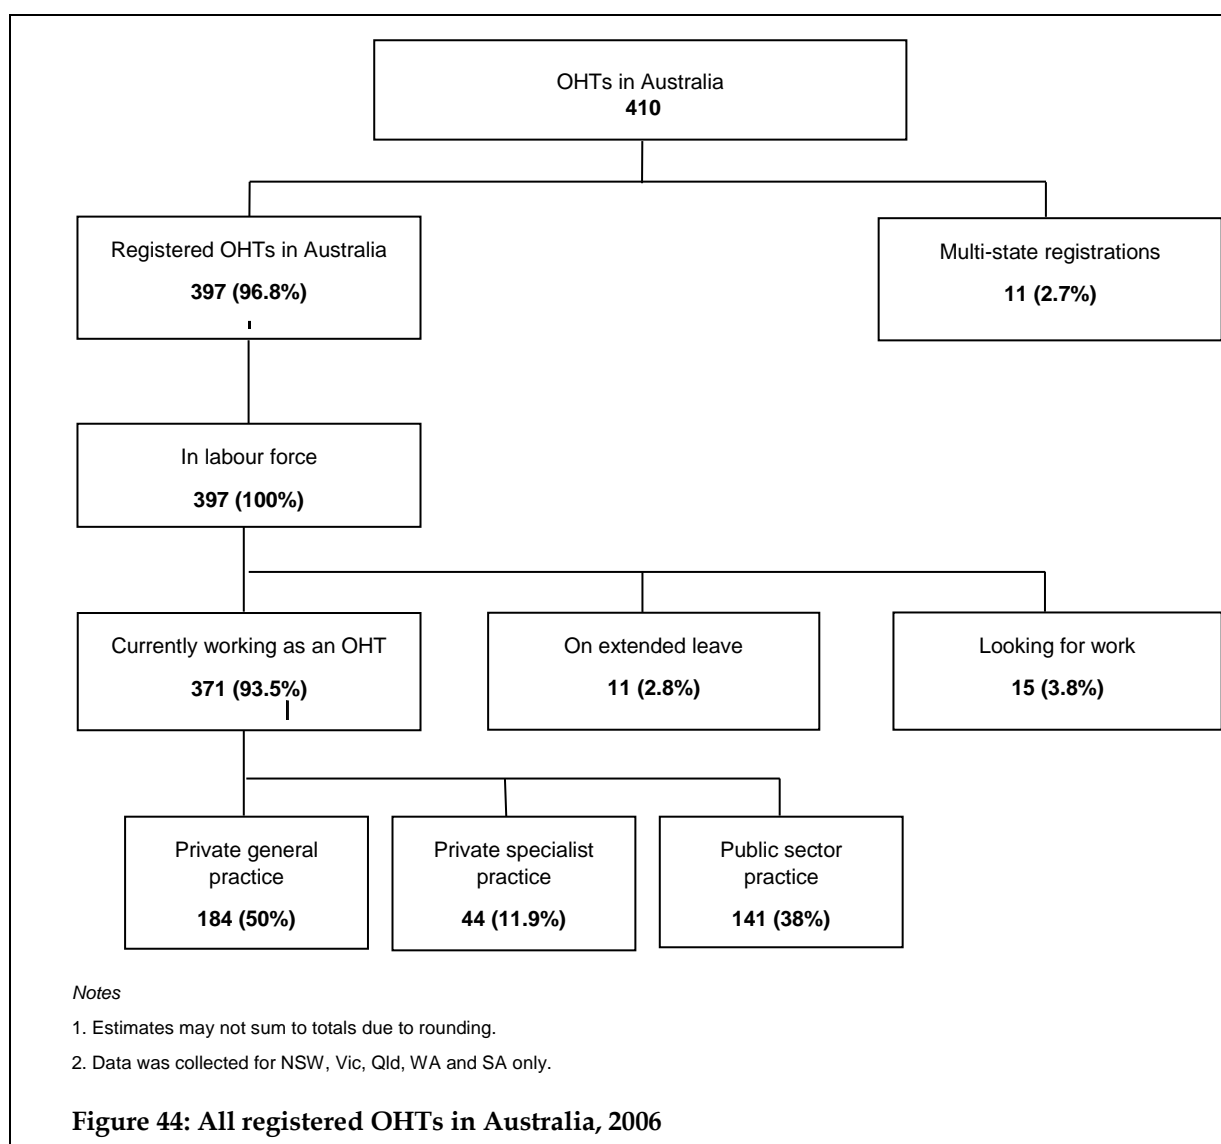 OHTs in Australia
410
Registered OHTs in Australia
397 (96.8%)
Multi-state registrations
11 (2.7%)
In labour force
397 (100%)
Currently working as an OHT
371 (93.5%)
On extended leave
11 (2.8%)
Looking for work
15 (3.8%)
Private general
practice
184 (50%)
Private specialist
practice
44 (11.9%)
Public sector
practice
141 (38%)
Notes
1. Estimates may not sum to totals due to rounding.
2. Data was collected for NSW, Vic, Qld, WA and SA only.
Figure 44: All registered OHTs in Australia, 2006